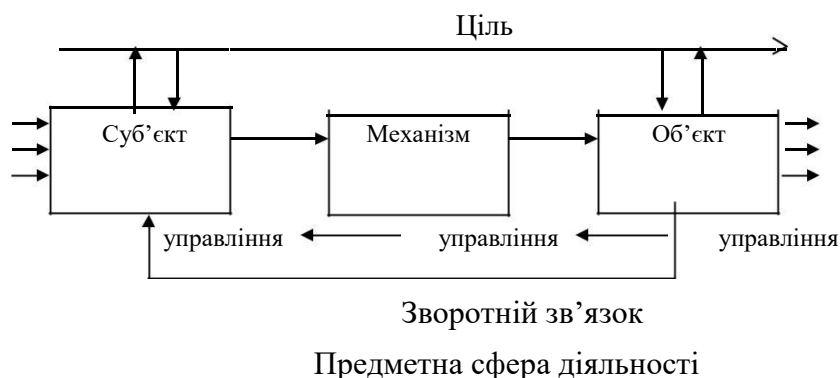 Ціль
Суб’єкт Механізм Об’єкт
управління управління управління
Зворотній зв’язок
Предметна сфера діяльності